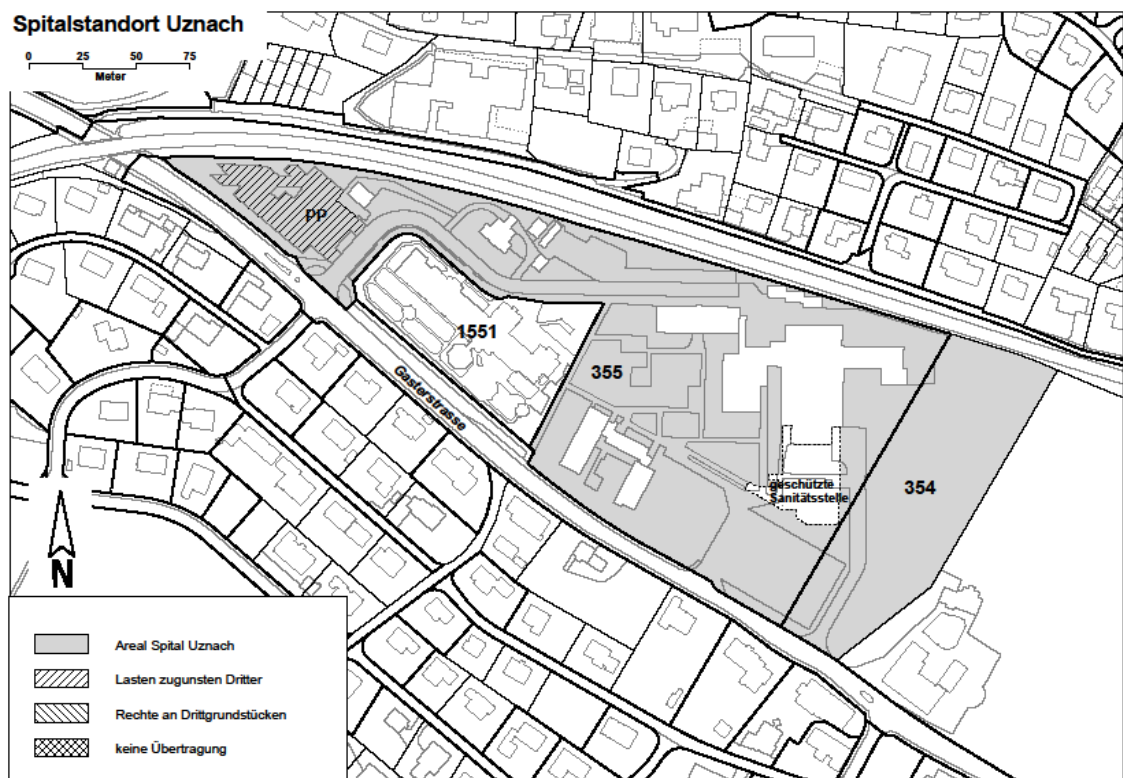 Spitalstandort Uznach
0 25 50 75
Meter
PP
1551
355
Gasterstrasse
geschützte
Sanitätsstelle
354
N
Areal Spital Uznach
Lasten zugunsten Dritter
Rechte an Drittgrundstücken
keine Übertragung